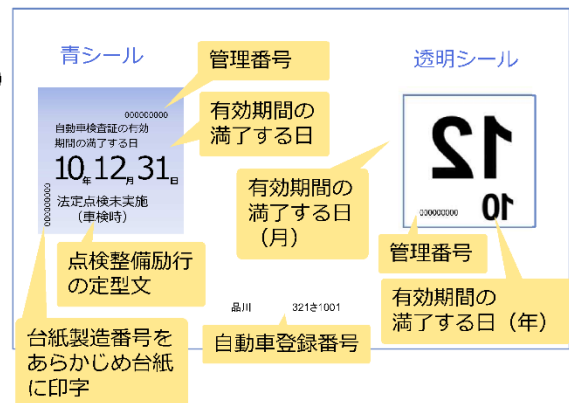 青シール
管理番号
000000000
自動車検査証の有効
期間の満了する日
10年12月31日
法定点検未実施
（車検時）
00000000
有効期間の
満了する日
点検整備励行
の定型文
台紙製造番号を
あらかじめ台紙
に印字
透明シール
12
000000000
10
有効期間の
満了する日
（月）
管理番号
有効期間の
満了する日（年）
品川 321さ1001
自動車登録番号